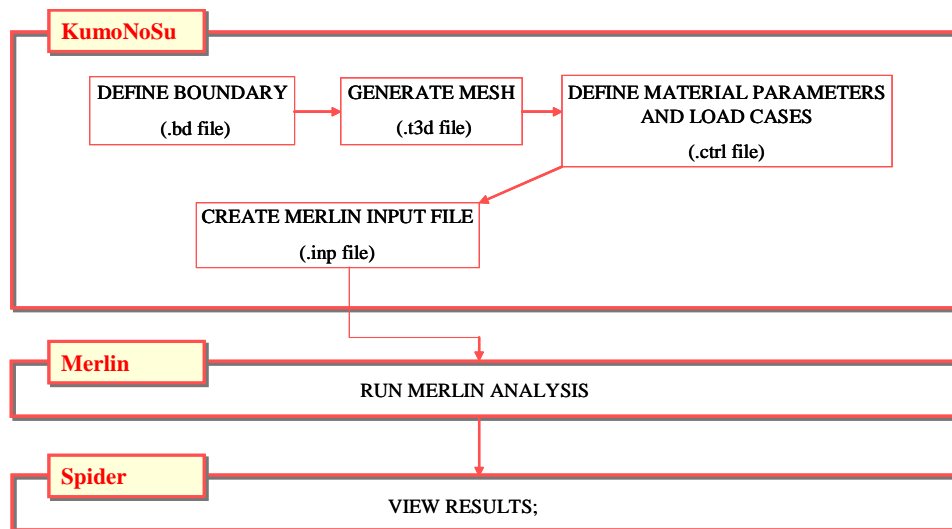 KumoNoSu
DEFINE BOUNDARY
(.bd file)
GENERATE MESH
(.t3d file)
DEFINE MATERIAL PARAMETERS
AND LOAD CASES
(.ctrl file)
CREATE MERLIN INPUT FILE
(.inp file)
Merlin
RUN MERLIN ANALYSIS
Spider
VIEW RESULTS;